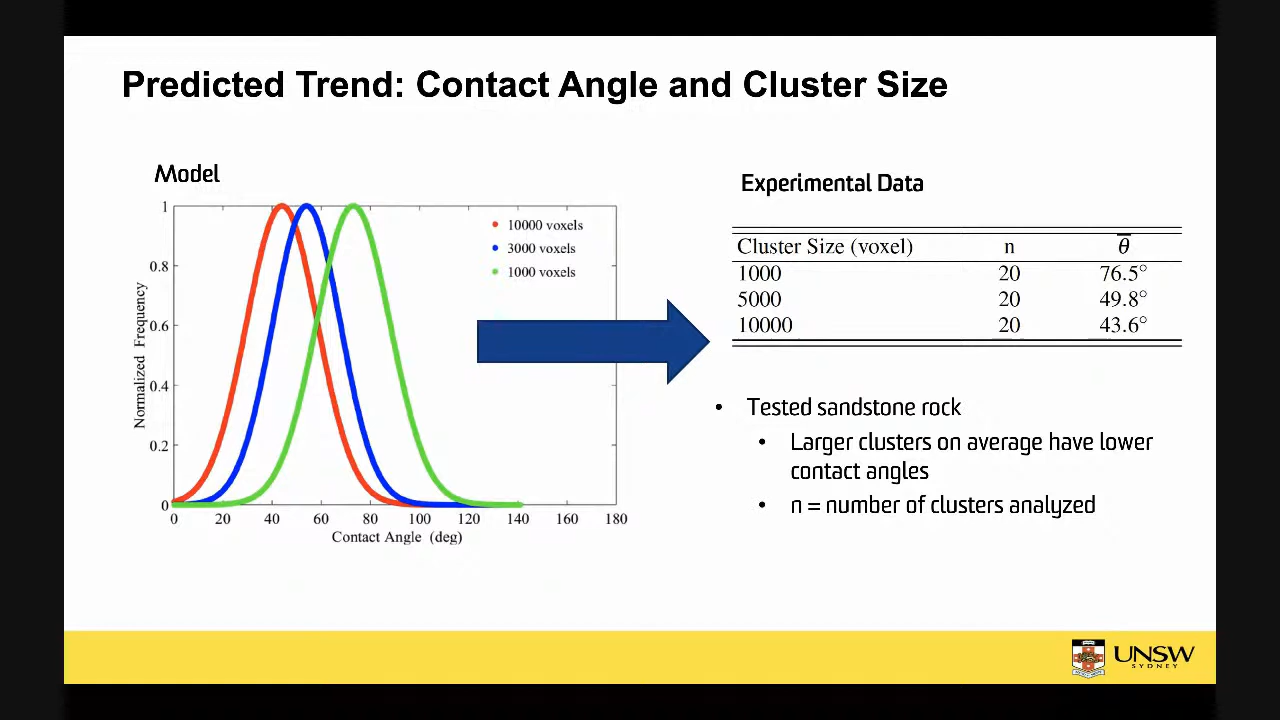 Predicted Trend: Contact Angle and Cluster Size
Model
1
0.8
0.6
0.4
0.2
0
Normalized Frequency
10000 voxels
3000 voxels
1000 voxels
0 20 40 60 80 100 120 140 160 180
Contact Angle (deg)
Experimental Data
Cluster Size (voxel) n θ̅
1000 20 76.5°
5000 20 49.8°
10000 20 43.6°
• Tested sandstone rock
• Larger clusters on average have lower
contact angles
• n = number of clusters analyzed
UNSW
SYDNEY